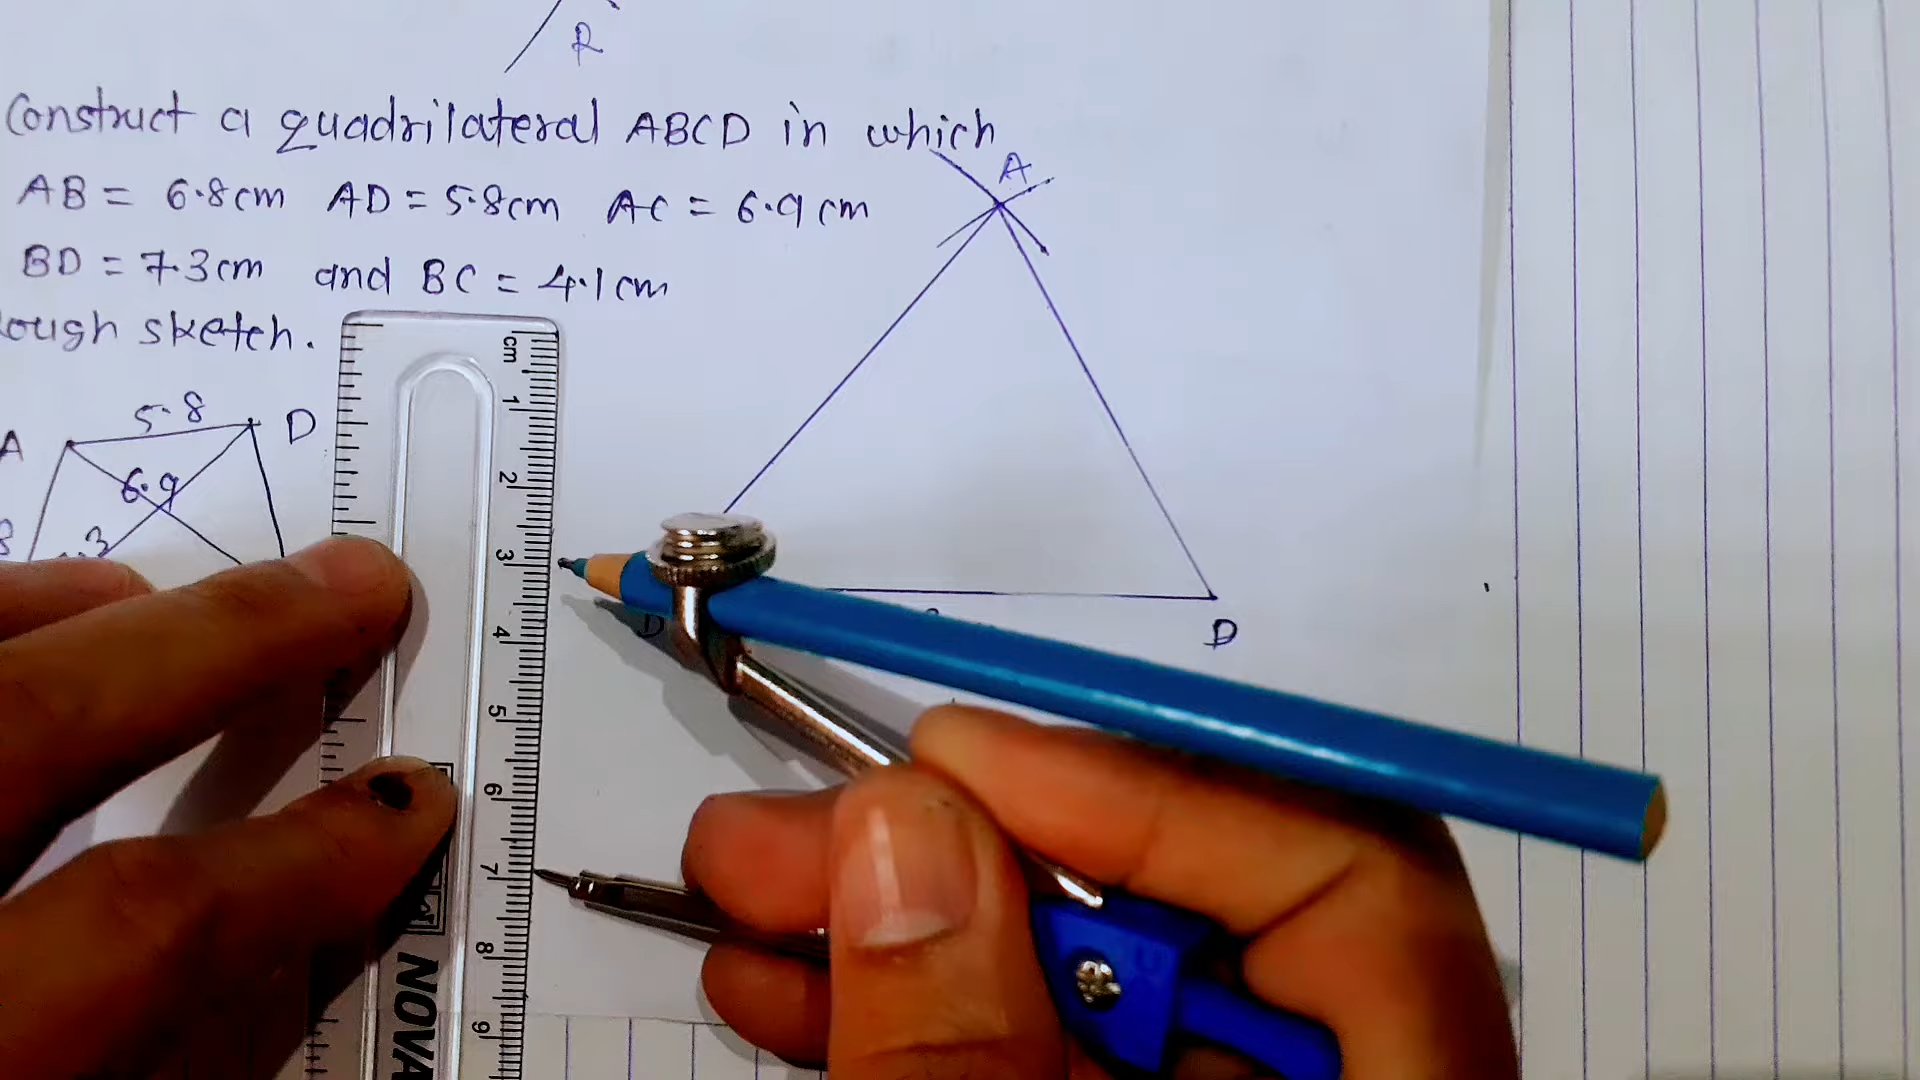 R
Construct a quadrilateral ABCD in which
AB = 6.8cm AD = 5.8cm AC = 6.9cm
BD = 7.3cm and BC = 4.1cm
sketch.
A
5.8
D
6.9
.3
A
D
cm
1
2
3
4
5
6
7
8
9
NOVA